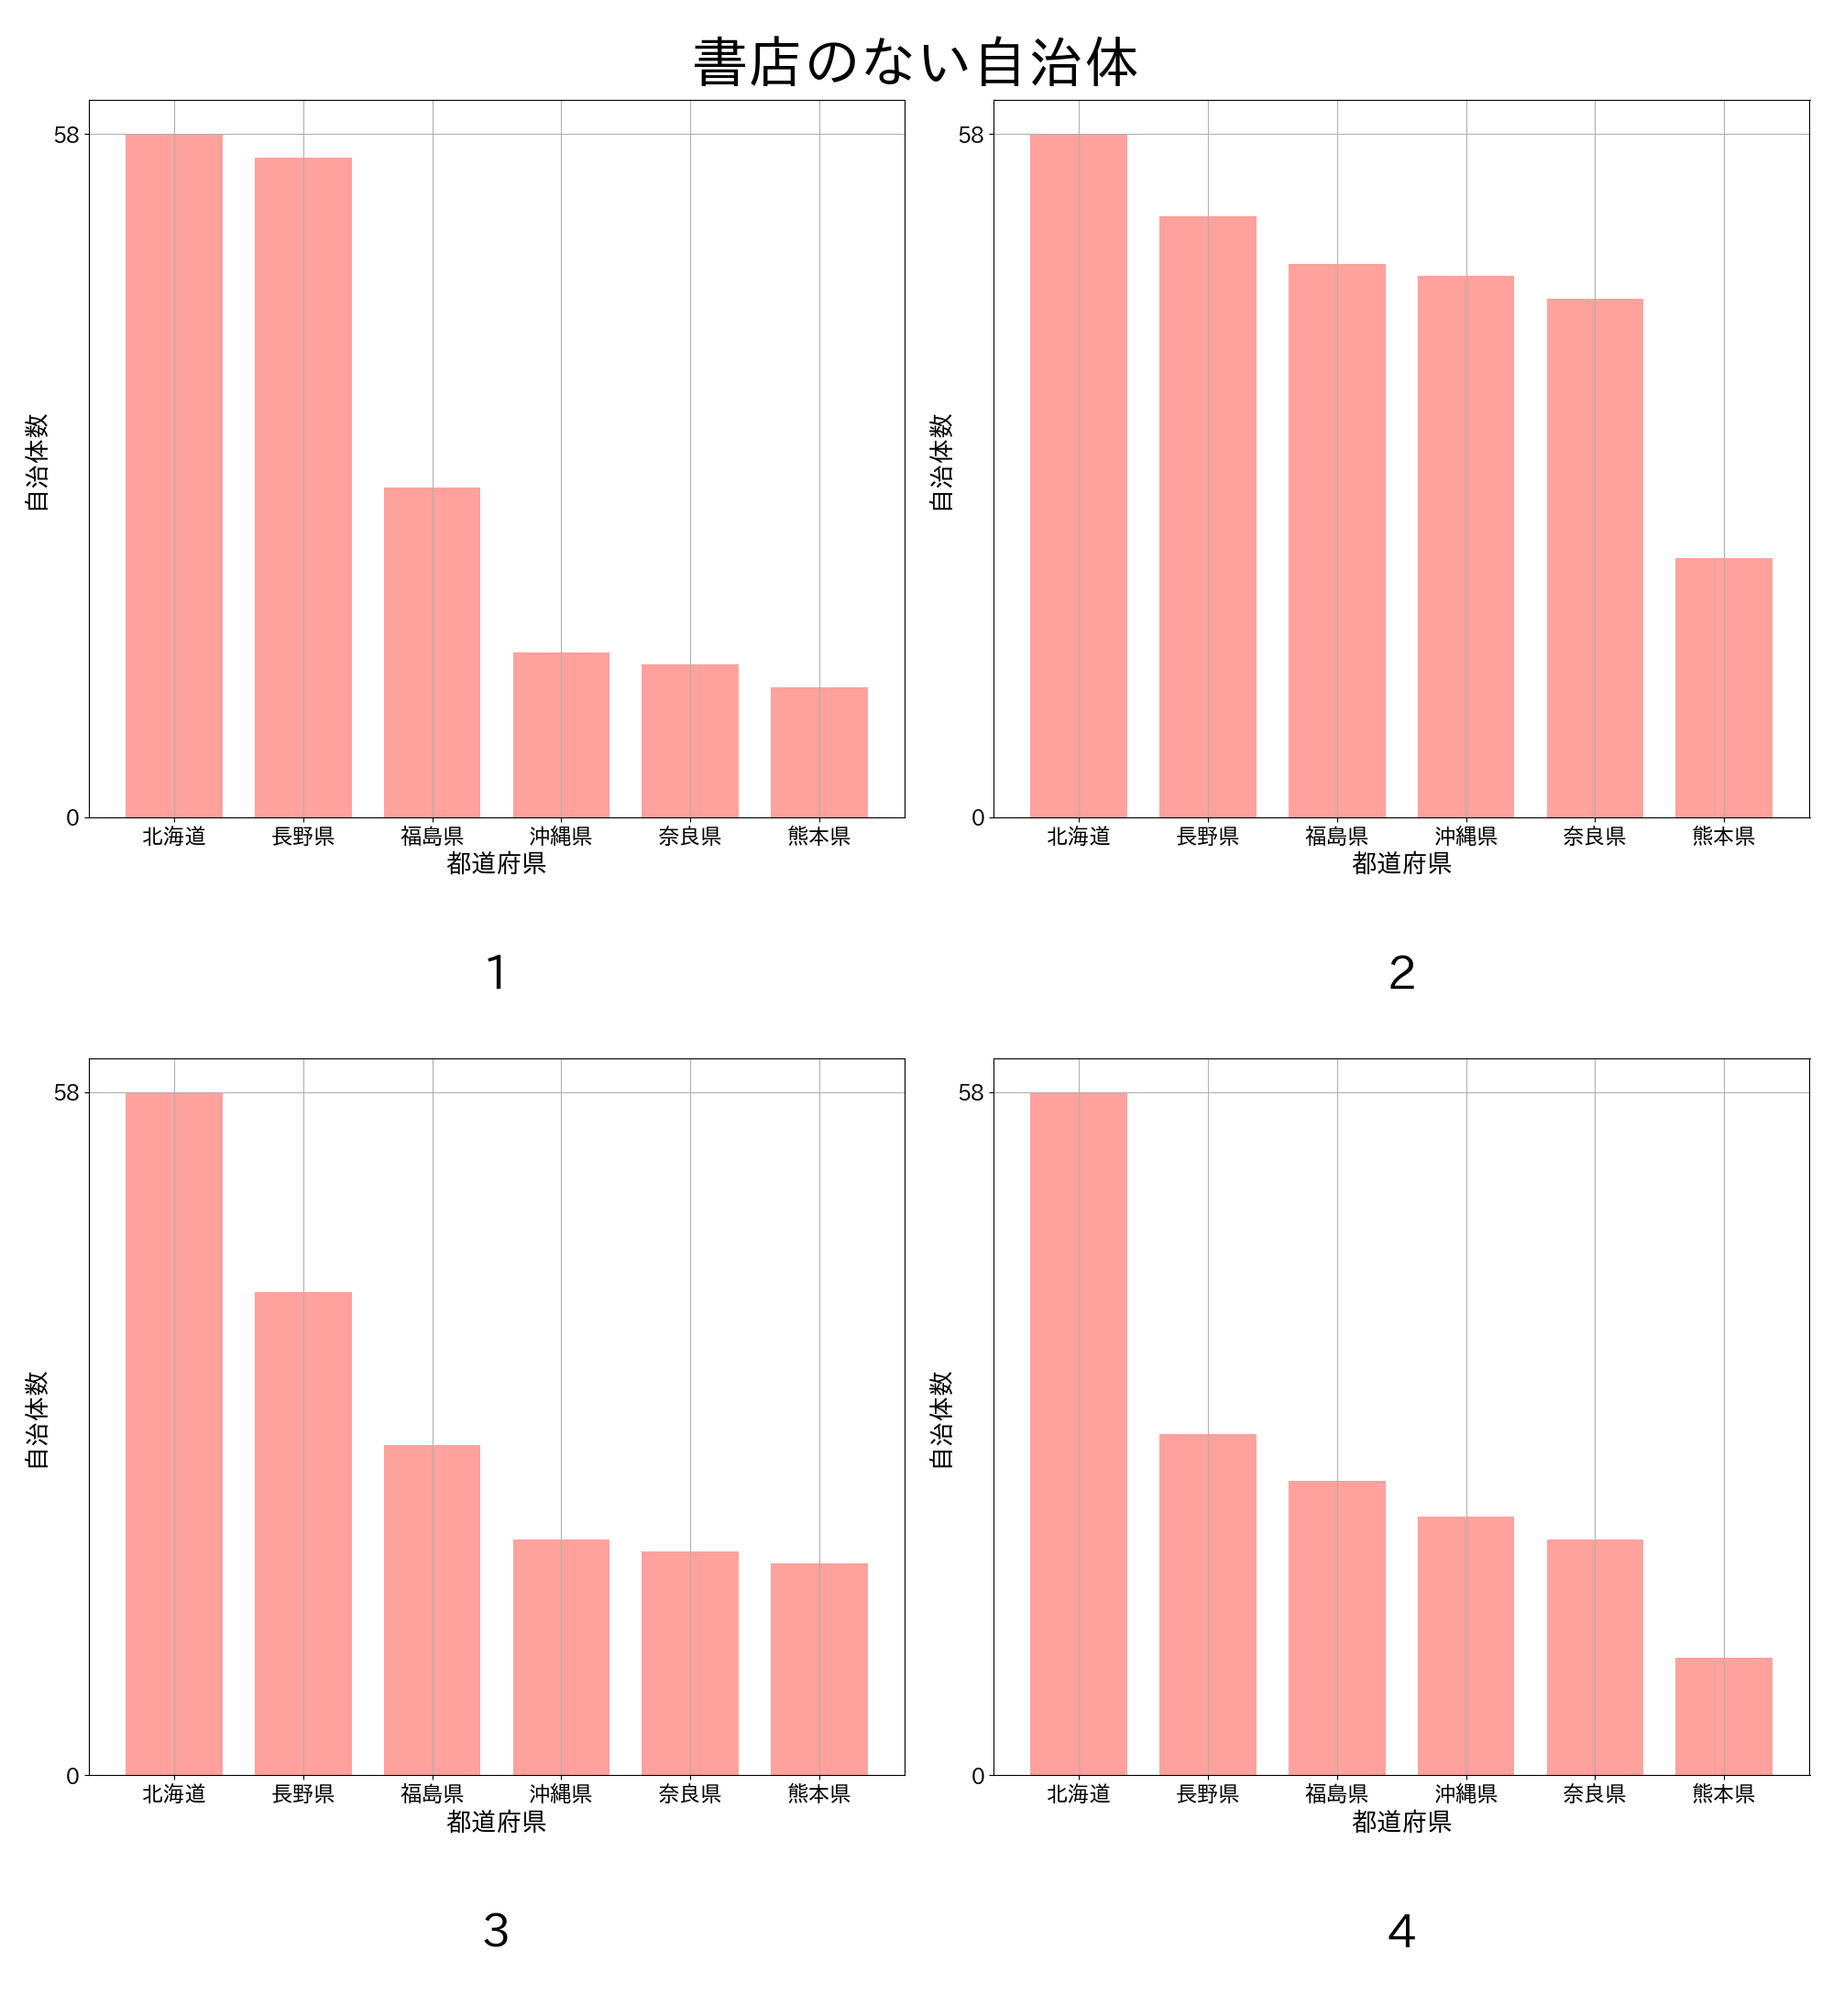 書店のない自治体
58
0
自治体数
北海道 長野県 福島県 沖縄県 奈良県 熊本県
都道府県
1
58
0
自治体数
北海道 長野県 福島県 沖縄県 奈良県 熊本県
都道府県
2
58
0
自治体数
北海道 長野県 福島県 沖縄県 奈良県 熊本県
都道府県
3
58
0
自治体数
北海道 長野県 福島県 沖縄県 奈良県 熊本県
都道府県
4